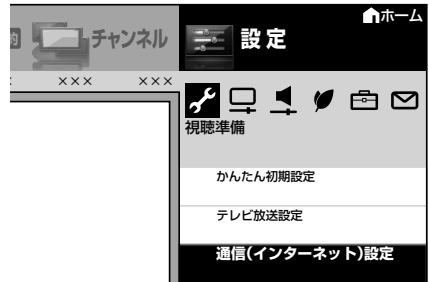 ホーム
的 チャンネル 設定
××× ×××
視聴準備
かんたん初期設定
テレビ放送設定
通信(インターネット)設定